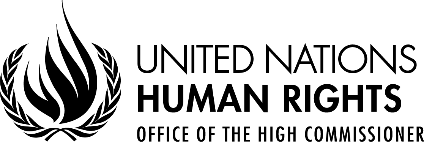 UNITED NATIONS
HUMAN RIGHTS
OFFICE OF THE HIGH COMMISSIONER